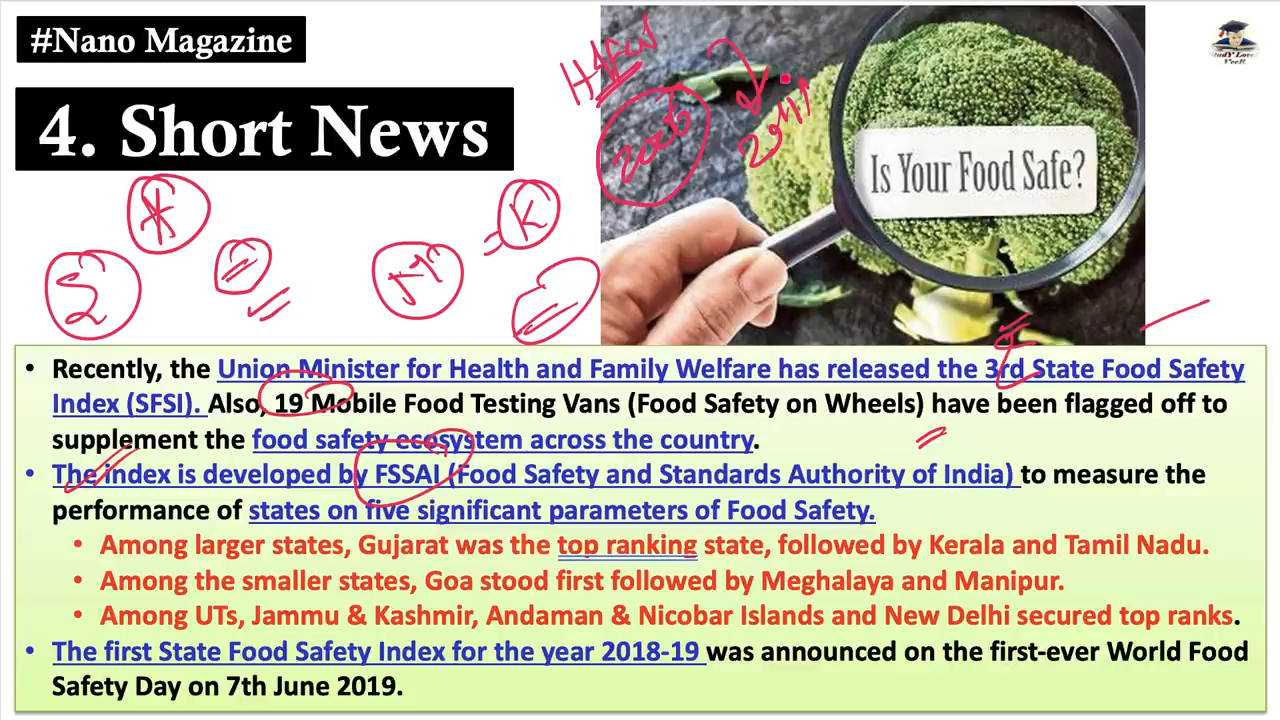 #Nano Magazine
4. Short News
H&FW
2006
2011
Is Your Food Safe?
StudY Lover
VeeR
K
• Recently, the Union Minister for Health and Family Welfare has released the 3rd State Food Safety
Index (SFSI). Also, 19 Mobile Food Testing Vans (Food Safety on Wheels) have been flagged off to
supplement the food safety ecosystem across the country.
• The index is developed by FSSAI (Food Safety and Standards Authority of India) to measure the
performance of states on five significant parameters of Food Safety.
• Among larger states, Gujarat was the top ranking state, followed by Kerala and Tamil Nadu.
• Among the smaller states, Goa stood first followed by Meghalaya and Manipur.
• Among UTs, Jammu & Kashmir, Andaman & Nicobar Islands and New Delhi secured top ranks.
• The first State Food Safety Index for the year 2018-19 was announced on the first-ever World Food
Safety Day on 7th June 2019.